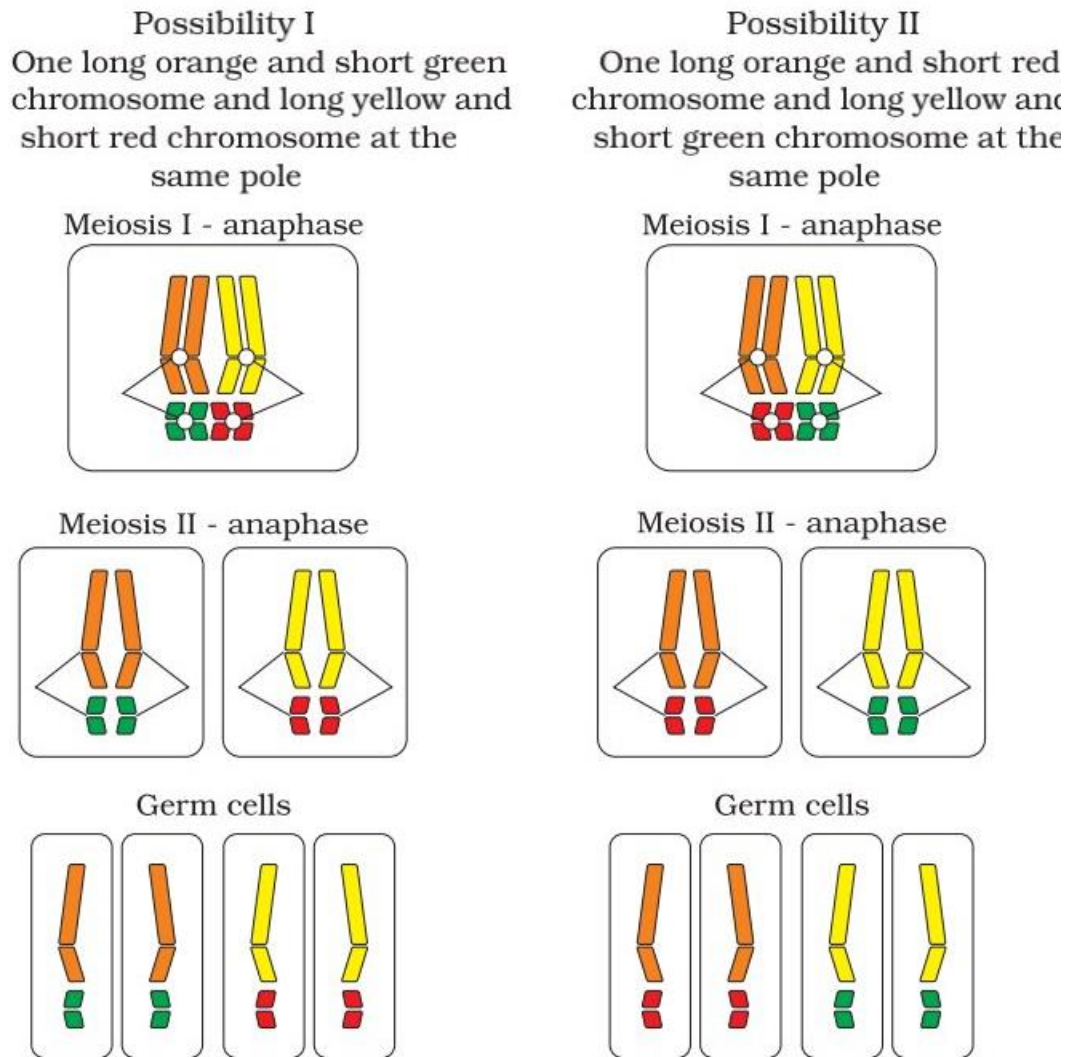 Possibility I
One long orange and short green
chromosome and long yellow and
short red chromosome at the
same pole
Meiosis I - anaphase
Meiosis II - anaphase
Germ cells
Possibility II
One long orange and short red
chromosome and long yellow and
short green chromosome at the
same pole
Meiosis I - anaphase
Meiosis II - anaphase
Germ cells